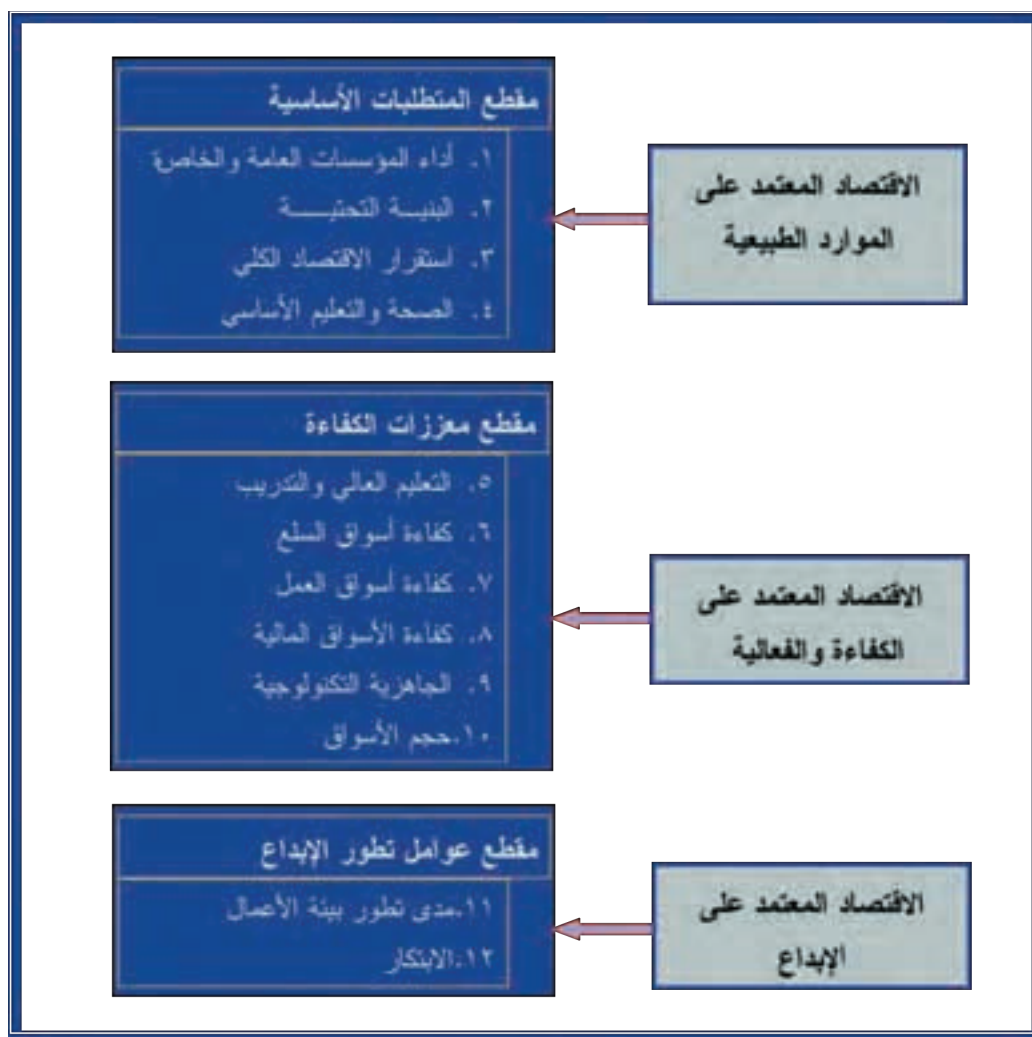 مقطع المتطلبات الأساسية
١. أداء المؤسسات العامة والخاصة
٢. البنيـــة التحتيـــــــة
٣. استقرار الاقتصاد الكلي
٤. الصحة والتعليم الأساسي
الاقتصاد المعتمد على
الموارد الطبيعية
مقطع معززات الكفاءة
٥. التعليم العالي والتدريب
٦. كفاءة أسواق السلع
٧. كفاءة أسواق العمل
٨. كفاءة الأسواق المالية
٩. الجاهزية التكنولوجية
١٠.حجم الأسواق
الاقتصاد المعتمد على
الكفاءة والفعالية
مقطع عوامل تطور الإبداع
١١.مدى تطور بيئة الأعمال
١٢.الابتكار
الاقتصاد المعتمد على
الإبداع